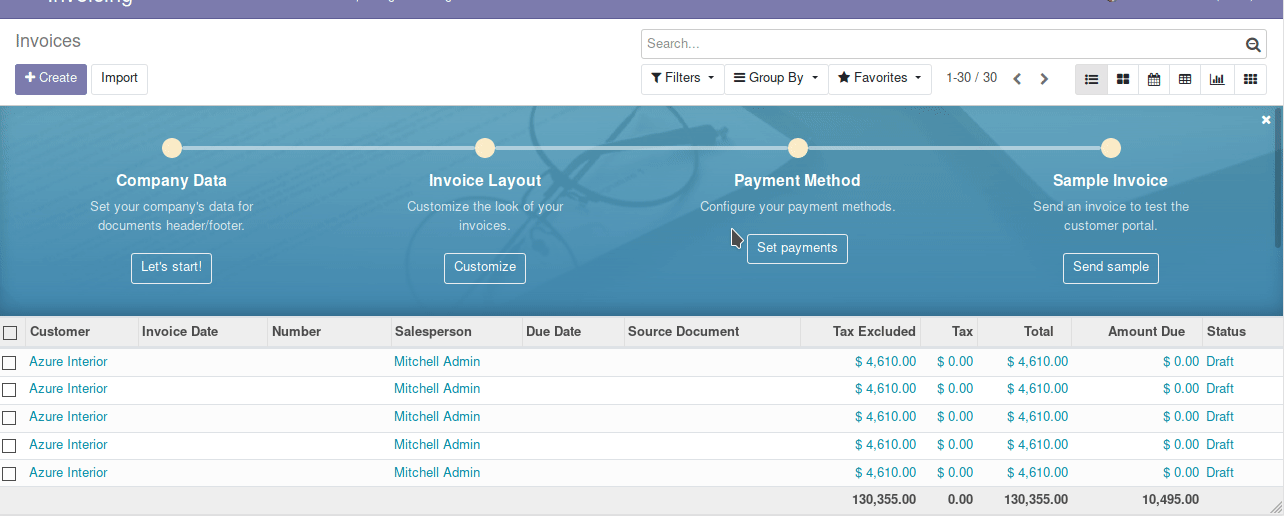 Invoicing
Invoices
Search...
Create Import Filters Group By Favorites 1-30 / 30
Company Data Invoice Layout Payment Method Sample Invoice
Set your company's data for Customize the look of your Configure your payment methods. Send an invoice to test the
documents header/footer. invoices. customer portal.
Set payments
Let's start! Customize Send sample
Customer Invoice Date Number Salesperson Due Date Source Document Tax Excluded Tax Total Amount Due Status
Azure Interior Mitchell Admin $ 4,610.00 $ 0.00 $ 4,610.00 $ 0.00 Draft
Azure Interior Mitchell Admin $ 4,610.00 $ 0.00 $ 4,610.00 $ 0.00 Draft
Azure Interior Mitchell Admin $ 4,610.00 $ 0.00 $ 4,610.00 $ 0.00 Draft
Azure Interior Mitchell Admin $ 4,610.00 $ 0.00 $ 4,610.00 $ 0.00 Draft
Azure Interior Mitchell Admin $ 4,610.00 $ 0.00 $ 4,610.00 $ 0.00 Draft
130,355.00 0.00 130,355.00 10,495.00